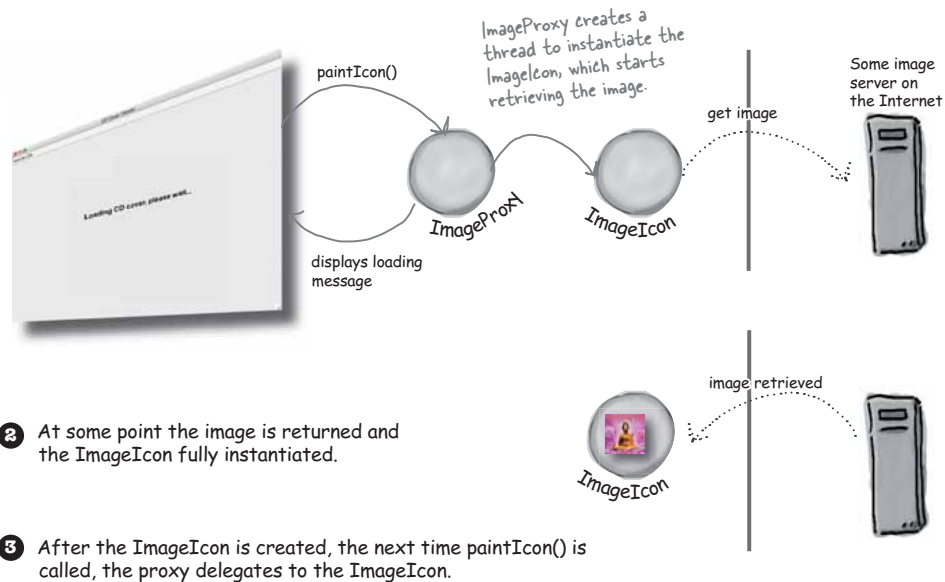 ImageProxy creates a
thread to instantiate the
ImageIcon, which starts
retrieving the image.
paintIcon()
get image
Some image
server on
the Internet
Loading CD cover, please wait...
ImageProxy
ImageIcon
displays loading
message
image retrieved
2 At some point the image is returned and
the ImageIcon fully instantiated.
ImageIcon
3 After the ImageIcon is created, the next time paintIcon() is
called, the proxy delegates to the ImageIcon.